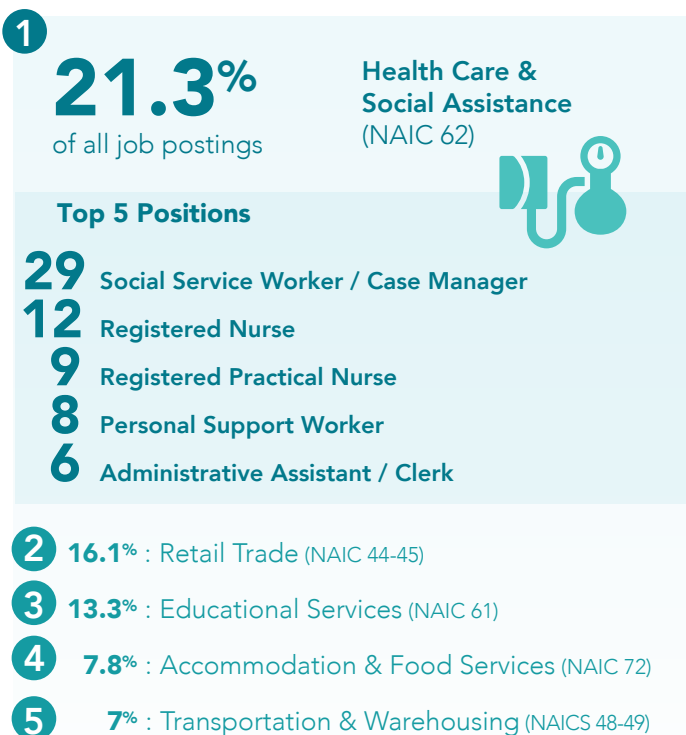 1
21.3%
of all job postings
Health Care &
Social Assistance
(NAIC 62)
Top 5 Positions
29 Social Service Worker / Case Manager
12 Registered Nurse
9 Registered Practical Nurse
8 Personal Support Worker
6 Administrative Assistant / Clerk
2 16.1% : Retail Trade (NAIC 44-45)
3 13.3% : Educational Services (NAIC 61)
4 7.8% : Accommodation & Food Services (NAIC 72)
5 7% : Transportation & Warehousing (NAICS 48-49)